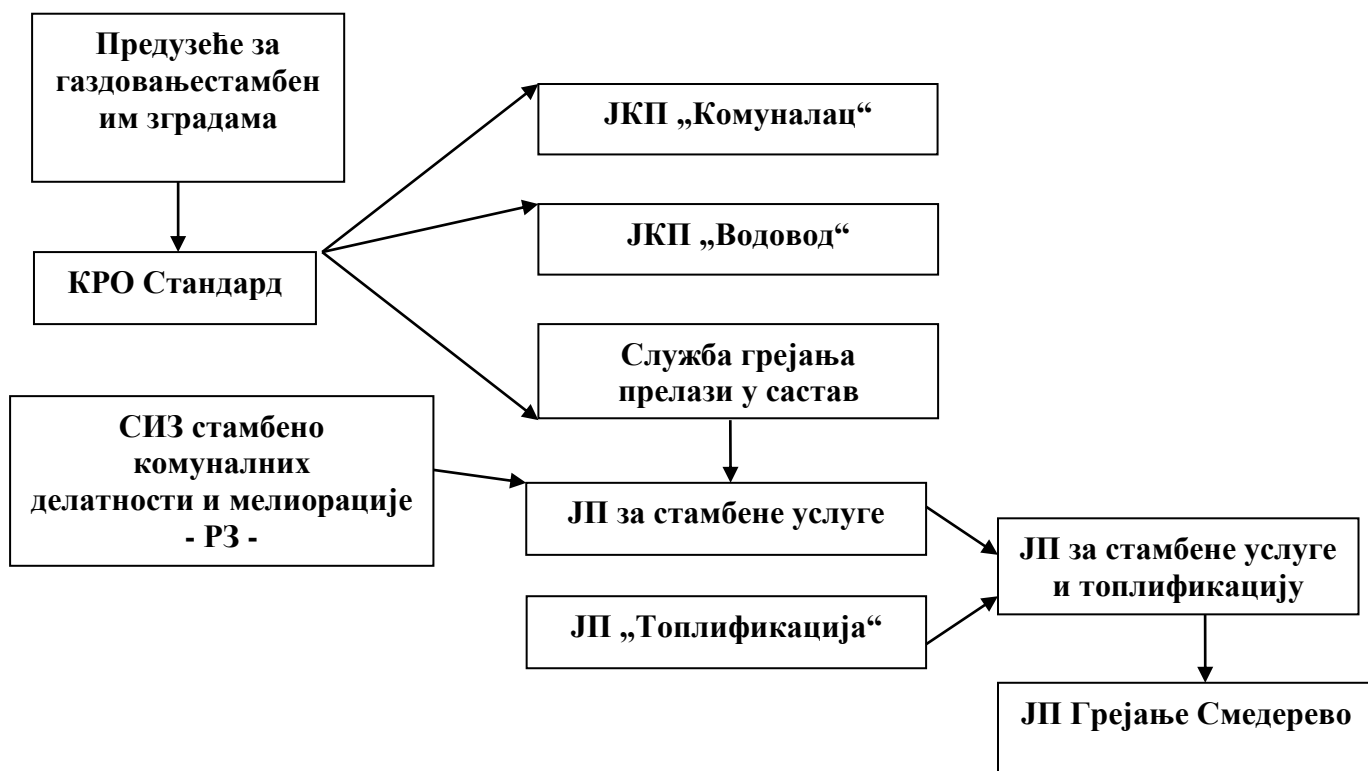 Предузеће за
газдовањестамбен
им зградама
ЈКП „Комуналац“
ЈКП „Водовод“
КРО Стандард
Служба грејања
прелази у састав
СИЗ стамбено
комуналних
делатности и мелиорације
- РЗ -
ЈП за стамбене услуге
ЈП за стамбене услуге
и топлификацију
ЈП „Топлификација“
ЈП Грејање Смедерево